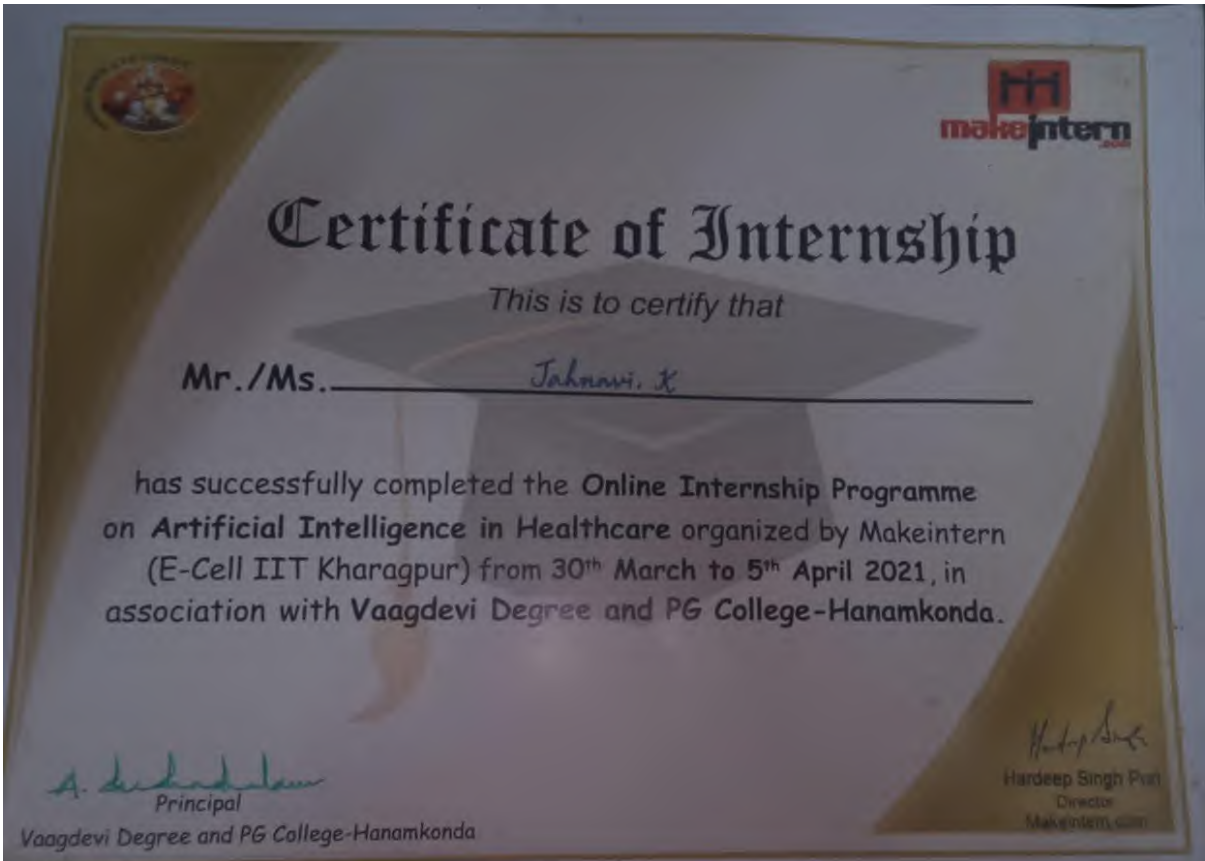 makeintern
.com
Certificate of Internship
This is to certify that
Mr./Ms. Jahnavi. K
has successfully completed the Online Internship Programme
on Artificial Intelligence in Healthcare organized by Makeintern
(E-Cell IIT Kharagpur) from 30th March to 5th April 2021, in
association with Vaagdevi Degree and PG College-Hanamkonda.
Principal
Vaagdevi Degree and PG College-Hanamkonda
Hardeep Singh Puri
Director
Makeintern.com